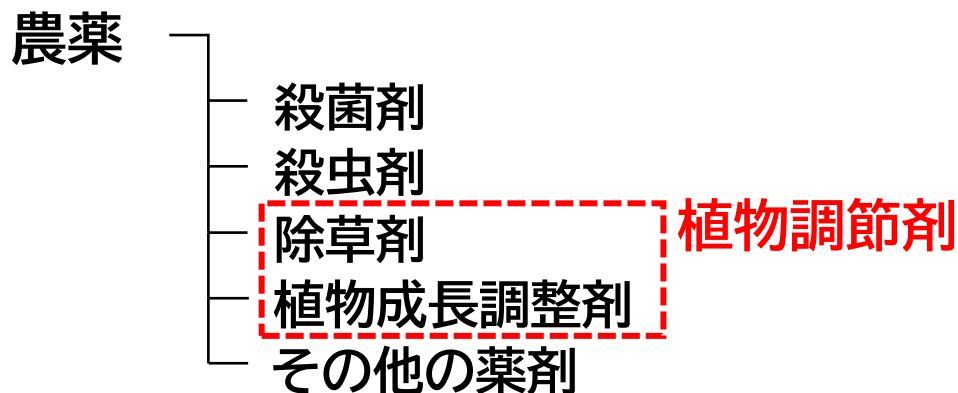 農薬
殺菌剤
殺虫剤
除草剤
植物調節剤
植物成長調整剤
その他の薬剤